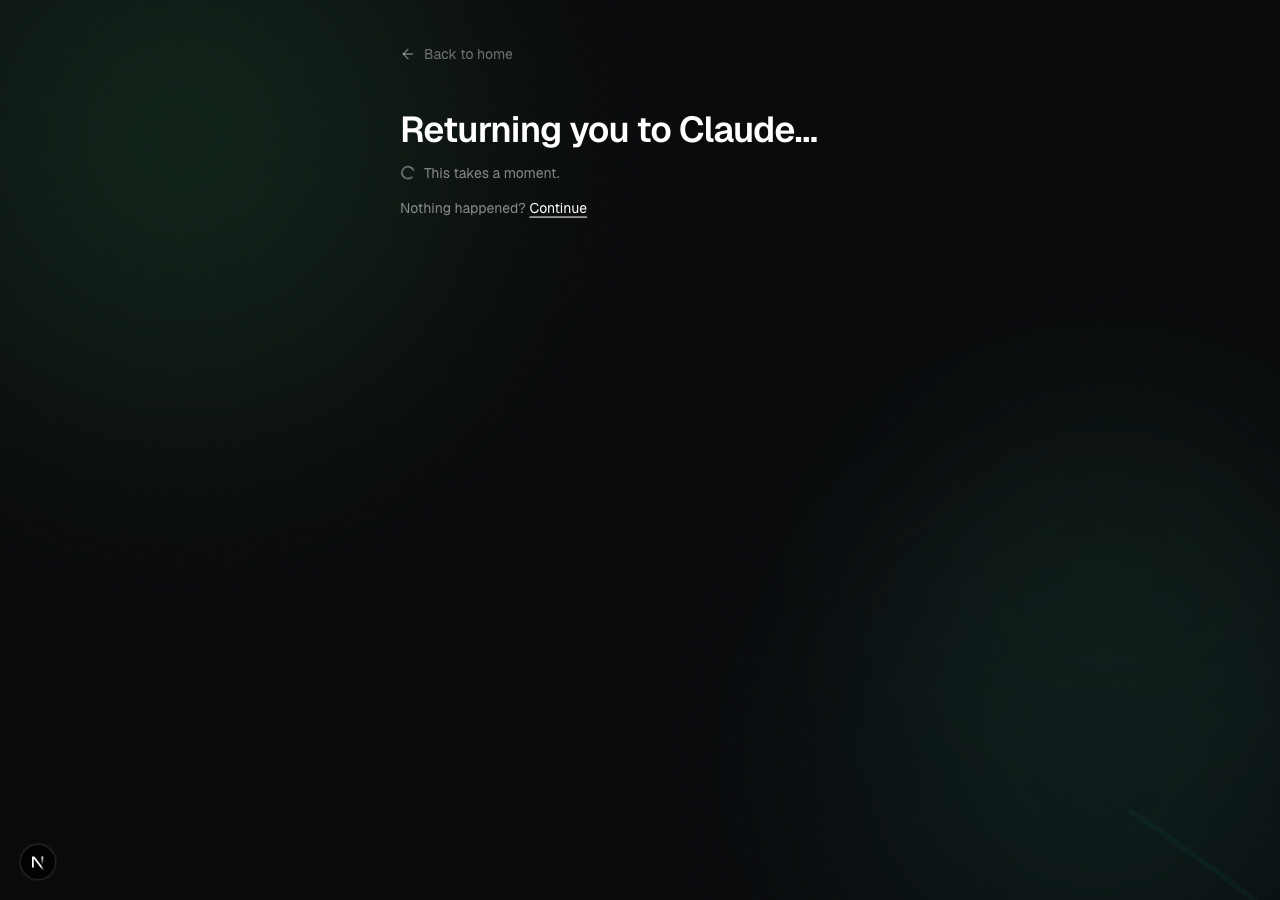 Back to home
Returning you to Claude...
This takes a moment.
Nothing happened? Continue
N